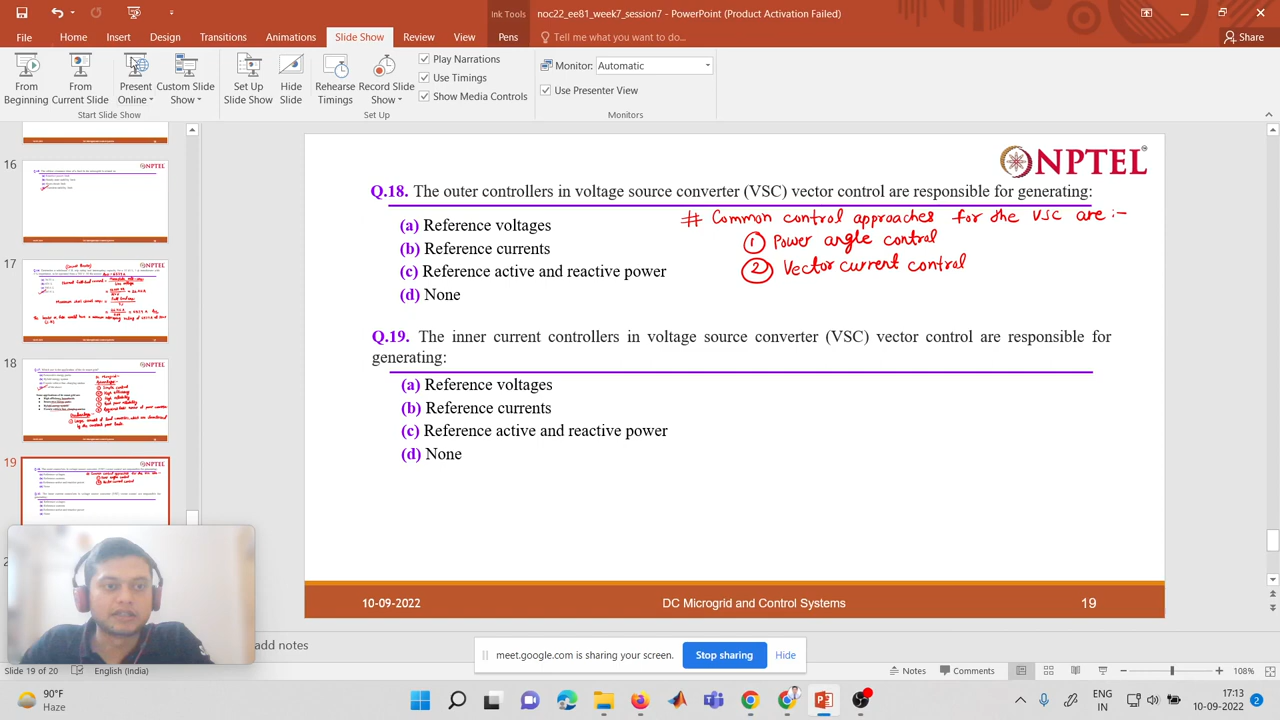 Ink Tools
noc22_ee81_week7_session7 - PowerPoint (Product Activation Failed)
File Home Insert Design Transitions Animations Slide Show Review View Pens Tell me what you want to do... Share
From Beginning
From Current Slide
Present Online
Custom Slide Show
Set Up Slide Show
Hide Slide
Rehearse Timings
Record Slide Show
Play Narrations
Use Timings
Show Media Controls
Monitor: Automatic
Use Presenter View
Start Slide Show Set Up Monitors
16
17
18
19
NPTEL
Q.18. The outer controllers in voltage source converter (VSC) vector control are responsible for generating:
(a) Reference voltages
(b) Reference currents
(c) Reference active and reactive power
(d) None
# Common control approaches for the VSC are :-
① Power angle control
② Vector current control
Q.19. The inner current controllers in voltage source converter (VSC) vector control are responsible for
generating:
(a) Reference voltages
(b) Reference currents
(c) Reference active and reactive power
(d) None
10-09-2022 DC Microgrid and Control Systems 19
add notes
meet.google.com is sharing your screen. Stop sharing Hide
Slide 19 of 20 English (India) Notes Comments 108%
90°F
Haze
ENG
IN
17:13
10-09-2022
2